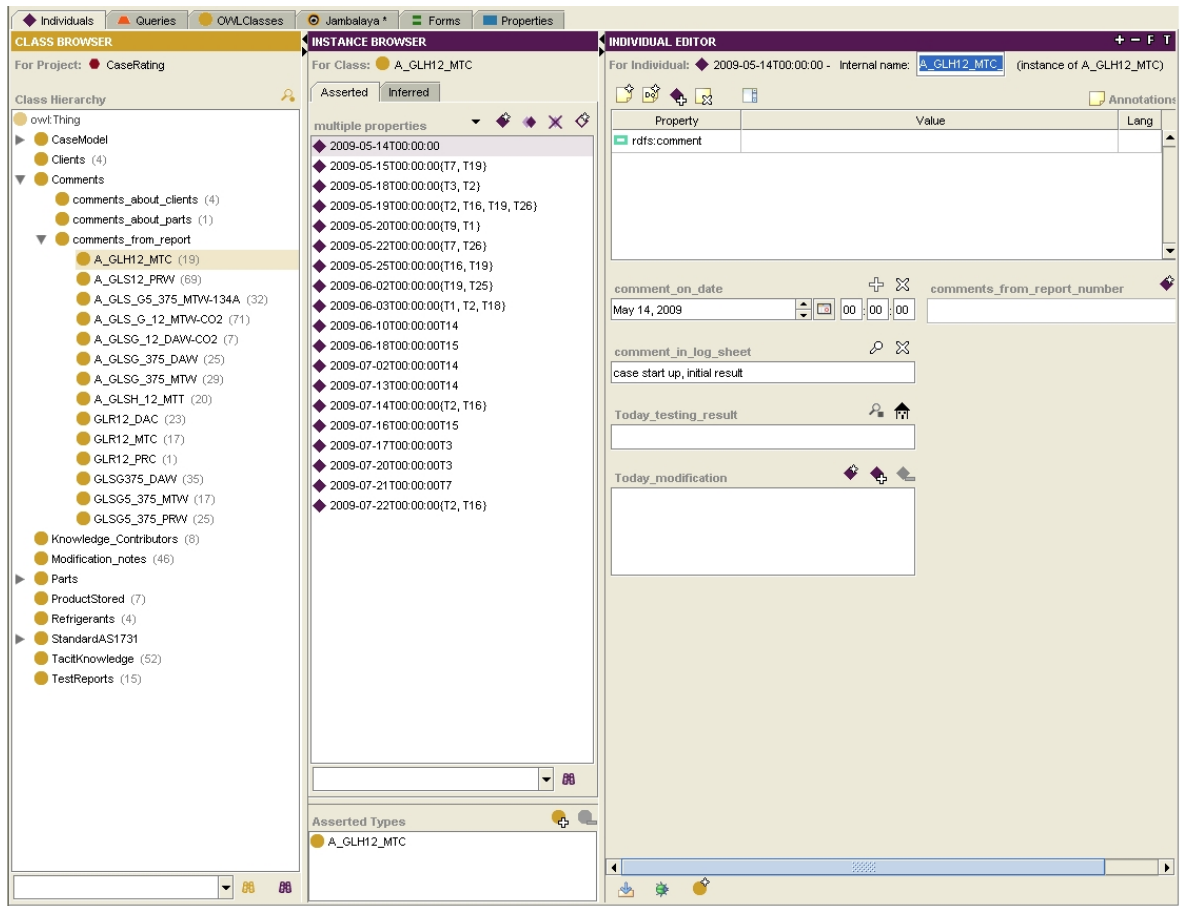 Individuals Queries OWLClasses Jambalaya * Forms Properties
CLASS BROWSER
For Project: CaseRating
Class Hierarchy
owl:Thing
CaseModel
Clients (4)
Comments
comments_about_clients (4)
comments_about_parts (1)
comments_from_report
A_GLH12_MTC (19)
A_GLS12_PRW (69)
A_GLS_G5_375_MTW-134A (32)
A_GLS_G_12_MTW-CO2 (71)
A_GLSG_12_DAW-CO2 (7)
A_GLSG_375_DAW (25)
A_GLSG_375_MTW (29)
A_GLSH_12_MTT (20)
GLR12_DAC (23)
GLR12_MTC (17)
GLR12_PRC (1)
GLSG375_DAW (35)
GLSG5_375_MTW (17)
GLSG5_375_PRW (25)
Knowledge_Contributors (8)
Modification_notes (46)
Parts
ProductStored (7)
Refrigerants (4)
StandardAS1731
TacitKnowledge (52)
TestReports (15)
INSTANCE BROWSER
For Class: A_GLH12_MTC
Asserted Inferred
multiple properties
2009-05-14T00:00:00
2009-05-15T00:00:00{T7, T19}
2009-05-18T00:00:00{T3, T2}
2009-05-19T00:00:00{T2, T16, T19, T26}
2009-05-20T00:00:00{T9, T1}
2009-05-22T00:00:00{T7, T26}
2009-05-25T00:00:00{T16, T19}
2009-06-02T00:00:00{T19, T25}
2009-06-03T00:00:00{T1, T2, T18}
2009-06-10T00:00:00T14
2009-06-18T00:00:00T15
2009-07-02T00:00:00T14
2009-07-13T00:00:00T14
2009-07-14T00:00:00{T2, T16}
2009-07-16T00:00:00T15
2009-07-17T00:00:00T3
2009-07-20T00:00:00T3
2009-07-21T00:00:00T7
2009-07-22T00:00:00{T2, T16}
Asserted Types
A_GLH12_MTC
INDIVIDUAL EDITOR + − F T
For Individual: 2009-05-14T00:00:00 - Internal name: A_GLH12_MTC_ (instance of A_GLH12_MTC)
Annotations
Property Value Lang
rdfs:comment
comment_on_date comments_from_report_number
May 14, 2009 00 : 00 : 00
comment_in_log_sheet
case start up, initial result
Today_testing_result
Today_modification